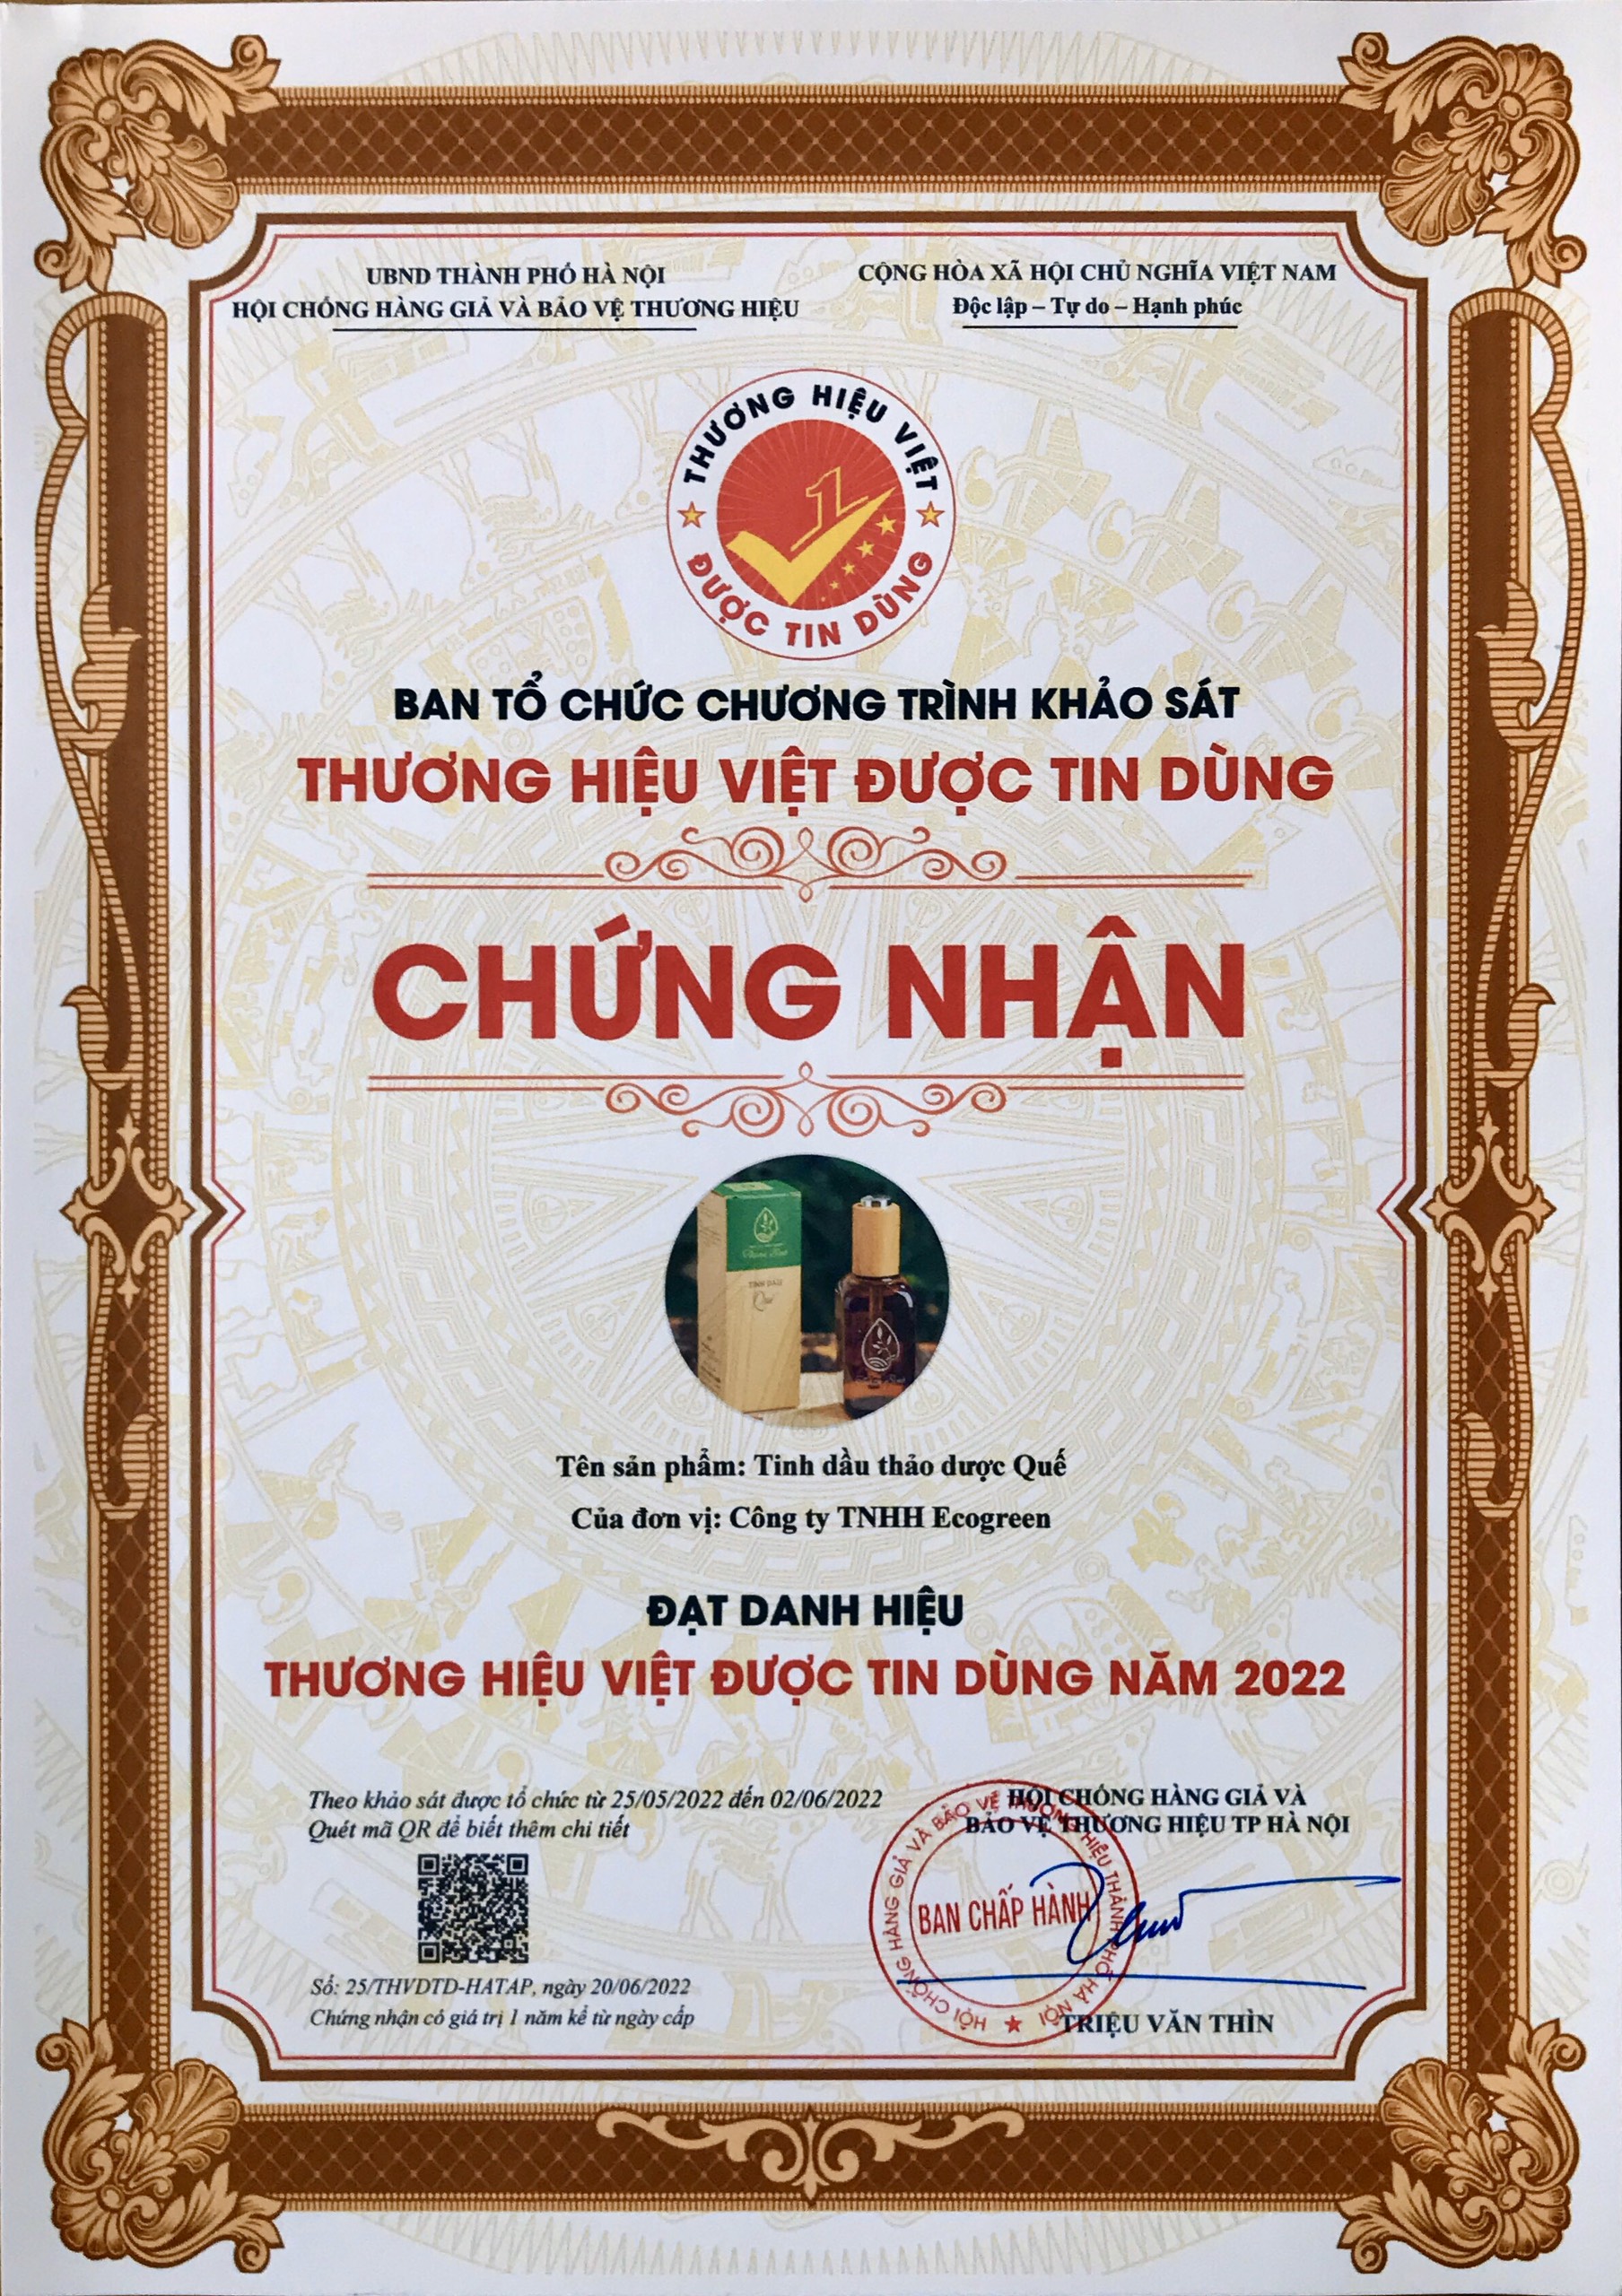 UBND THÀNH PHỐ HÀ NỘI
HỘI CHỐNG HÀNG GIẢ VÀ BẢO VỆ THƯƠNG HIỆU
CỘNG HÒA XÃ HỘI CHỦ NGHĨA VIỆT NAM
Độc lập – Tự do – Hạnh phúc
THƯƠNG HIỆU VIỆT
ĐƯỢC TIN DÙNG
1
BAN TỔ CHỨC CHƯƠNG TRÌNH KHẢO SÁT
THƯƠNG HIỆU VIỆT ĐƯỢC TIN DÙNG
CHỨNG NHẬN
TINH DẦU
Quế
Tên sản phẩm: Tinh dầu thảo dược Quế
Của đơn vị: Công ty TNHH Ecogreen
ĐẠT DANH HIỆU
THƯƠNG HIỆU VIỆT ĐƯỢC TIN DÙNG NĂM 2022
Theo khảo sát được tổ chức từ 25/05/2022 đến 02/06/2022
Quét mã QR để biết thêm chi tiết
Số: 25/THVDTD-HATAP, ngày 20/06/2022
Chứng nhận có giá trị 1 năm kể từ ngày cấp
HỘI CHỐNG HÀNG GIẢ VÀ
BẢO VỆ THƯƠNG HIỆU TP HÀ NỘI
HỘI CHỐNG HÀNG GIẢ VÀ BẢO VỆ THƯƠNG HIỆU THÀNH PHỐ HÀ NỘI
BAN CHẤP HÀNH
TRIỆU VĂN THÌN